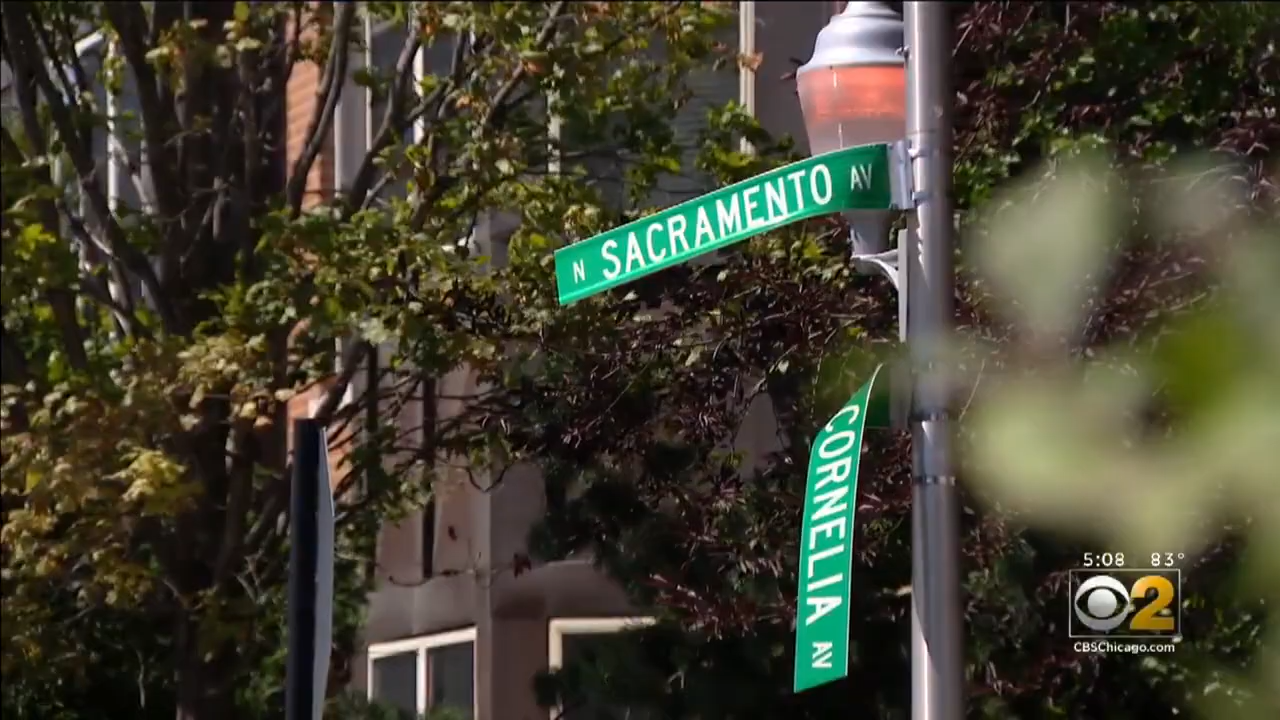 N SACRAMENTO AV
CORNELIA AV
5:08 83°
2
CBSChicago.com